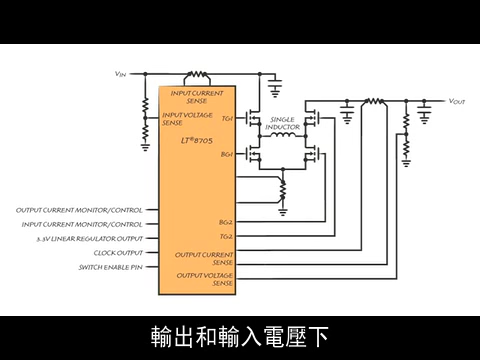 VIN
INPUT CURRENT
SENSE
INPUT VOLTAGE
SENSE
TG1
SINGLE
INDUCTOR
VOUT
LT®8705
BG1
OUTPUT CURRENT MONITOR/CONTROL
INPUT CURRENT MONITOR/CONTROL
3.3V LINEAR REGULATOR OUTPUT
CLOCK OUTPUT
SWITCH ENABLE PIN
BG2
TG2
OUTPUT CURRENT
SENSE
OUTPUT VOLTAGE
SENSE
輸出和輸入電壓下